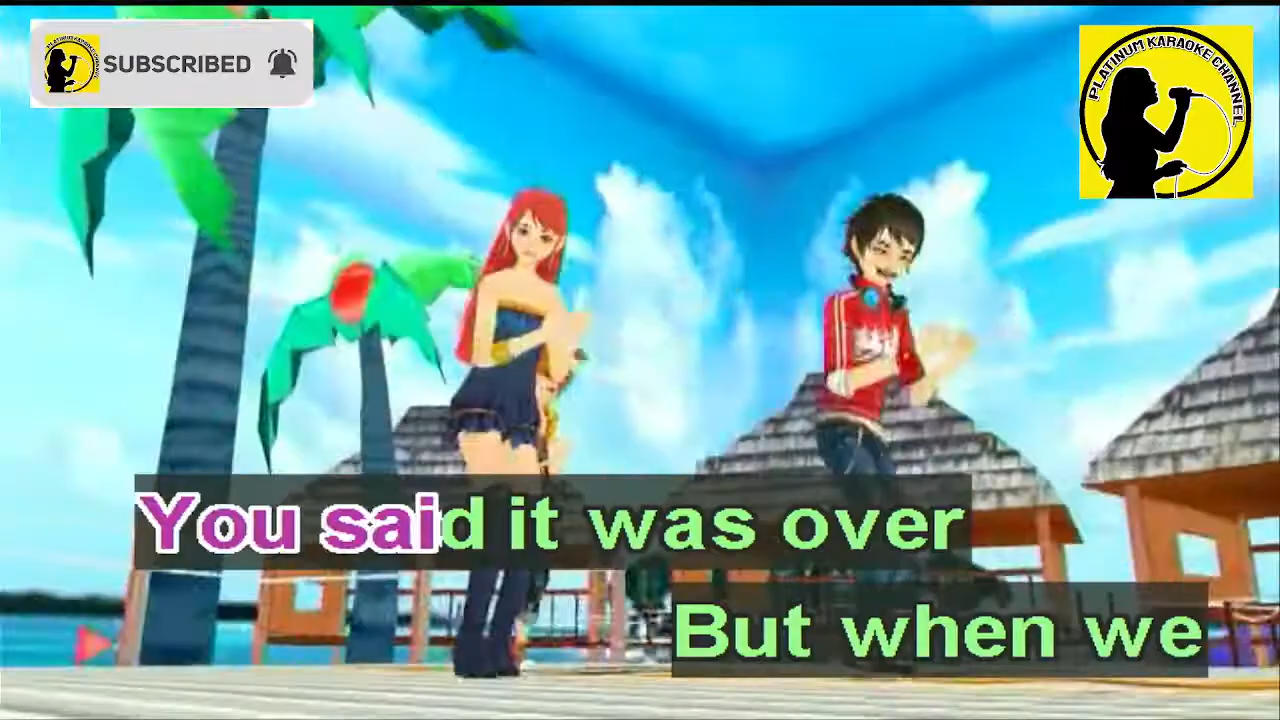 SUBSCRIBED
PLATINUM KARAOKE CHANNEL
You said it was over
But when we